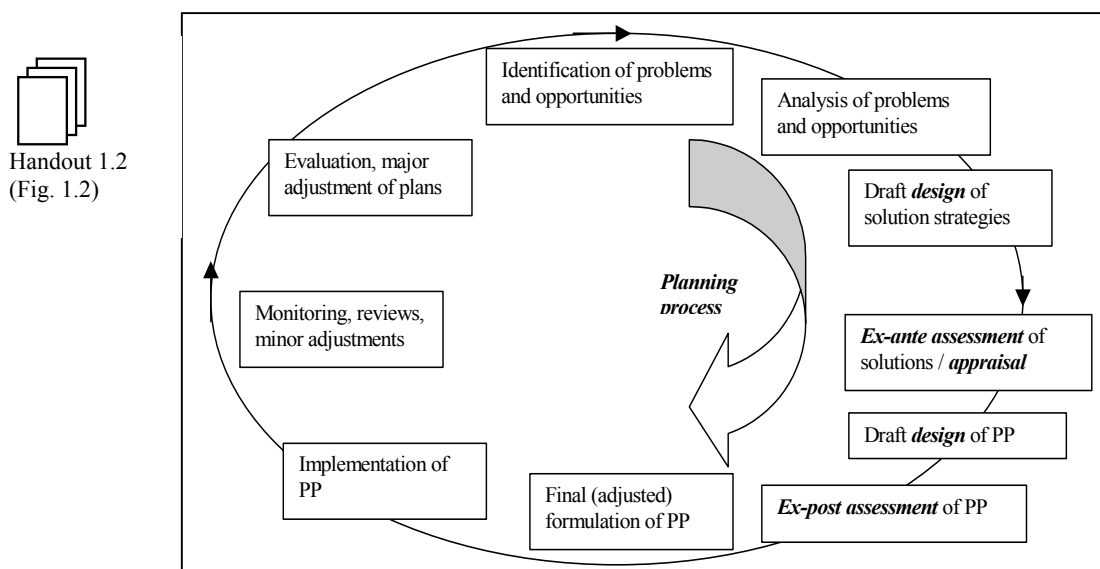 Handout 1.2
(Fig. 1.2)
Identification of problems
and opportunities
Analysis of problems
and opportunities
Draft design of
solution strategies
Ex-ante assessment of
solutions / appraisal
Draft design of PP
Ex-post assessment of PP
Final (adjusted)
formulation of PP
Implementation of
PP
Monitoring, reviews,
minor adjustments
Evaluation, major
adjustment of plans
Planning
process